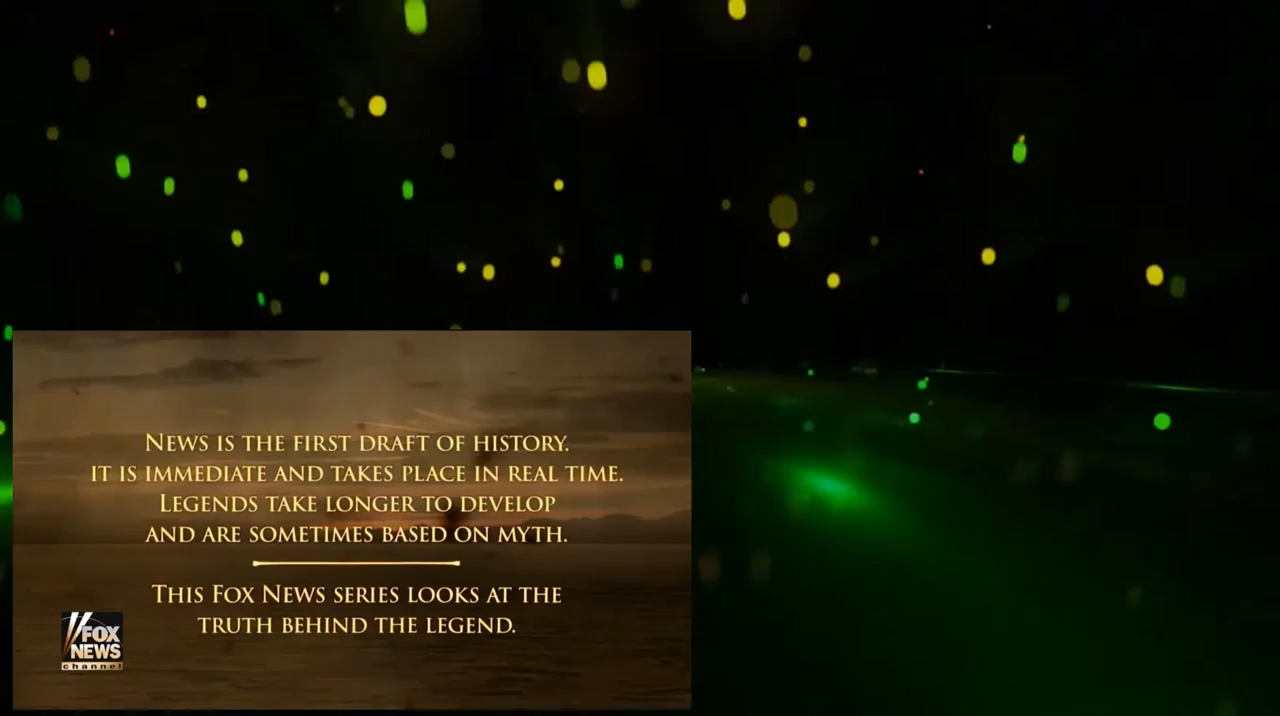 News is the first draft of history.
It is immediate and takes place in real time.
Legends take longer to develop
and are sometimes based on myth.
This Fox News series looks at the
truth behind the legend.
FOX
NEWS
channel